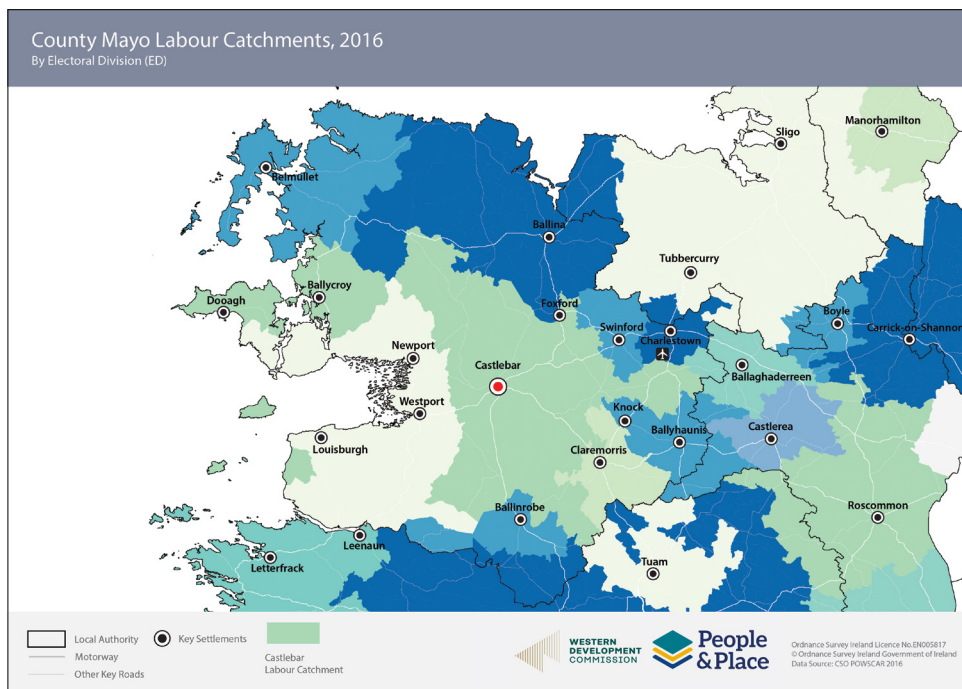 County Mayo Labour Catchments, 2016
By Electoral Division (ED)
Manorhamilton
Sligo
Belmullet
Ballina
Tubbercurry
Ballycroy
Dooagh
Foxford
Boyle
Swinford
Charlestown
Carrick-on-Shannon
Newport
Castlebar
Ballaghaderreen
Westport
Knock
Louisburgh
Ballyhaunis
Castlerea
Claremorris
Ballinrobe
Roscommon
Leenaun
Letterfrack
Tuam
Local Authority
Motorway
Other Key Roads
Key Settlements
Castlebar
Labour Catchment
WESTERN
DEVELOPMENT
COMMISSION
People
& Place
Ordnance Survey Ireland Licence No.EN005817
© Ordnance Survey Ireland Government of Ireland
Data Source: CSO POWSCAR 2016